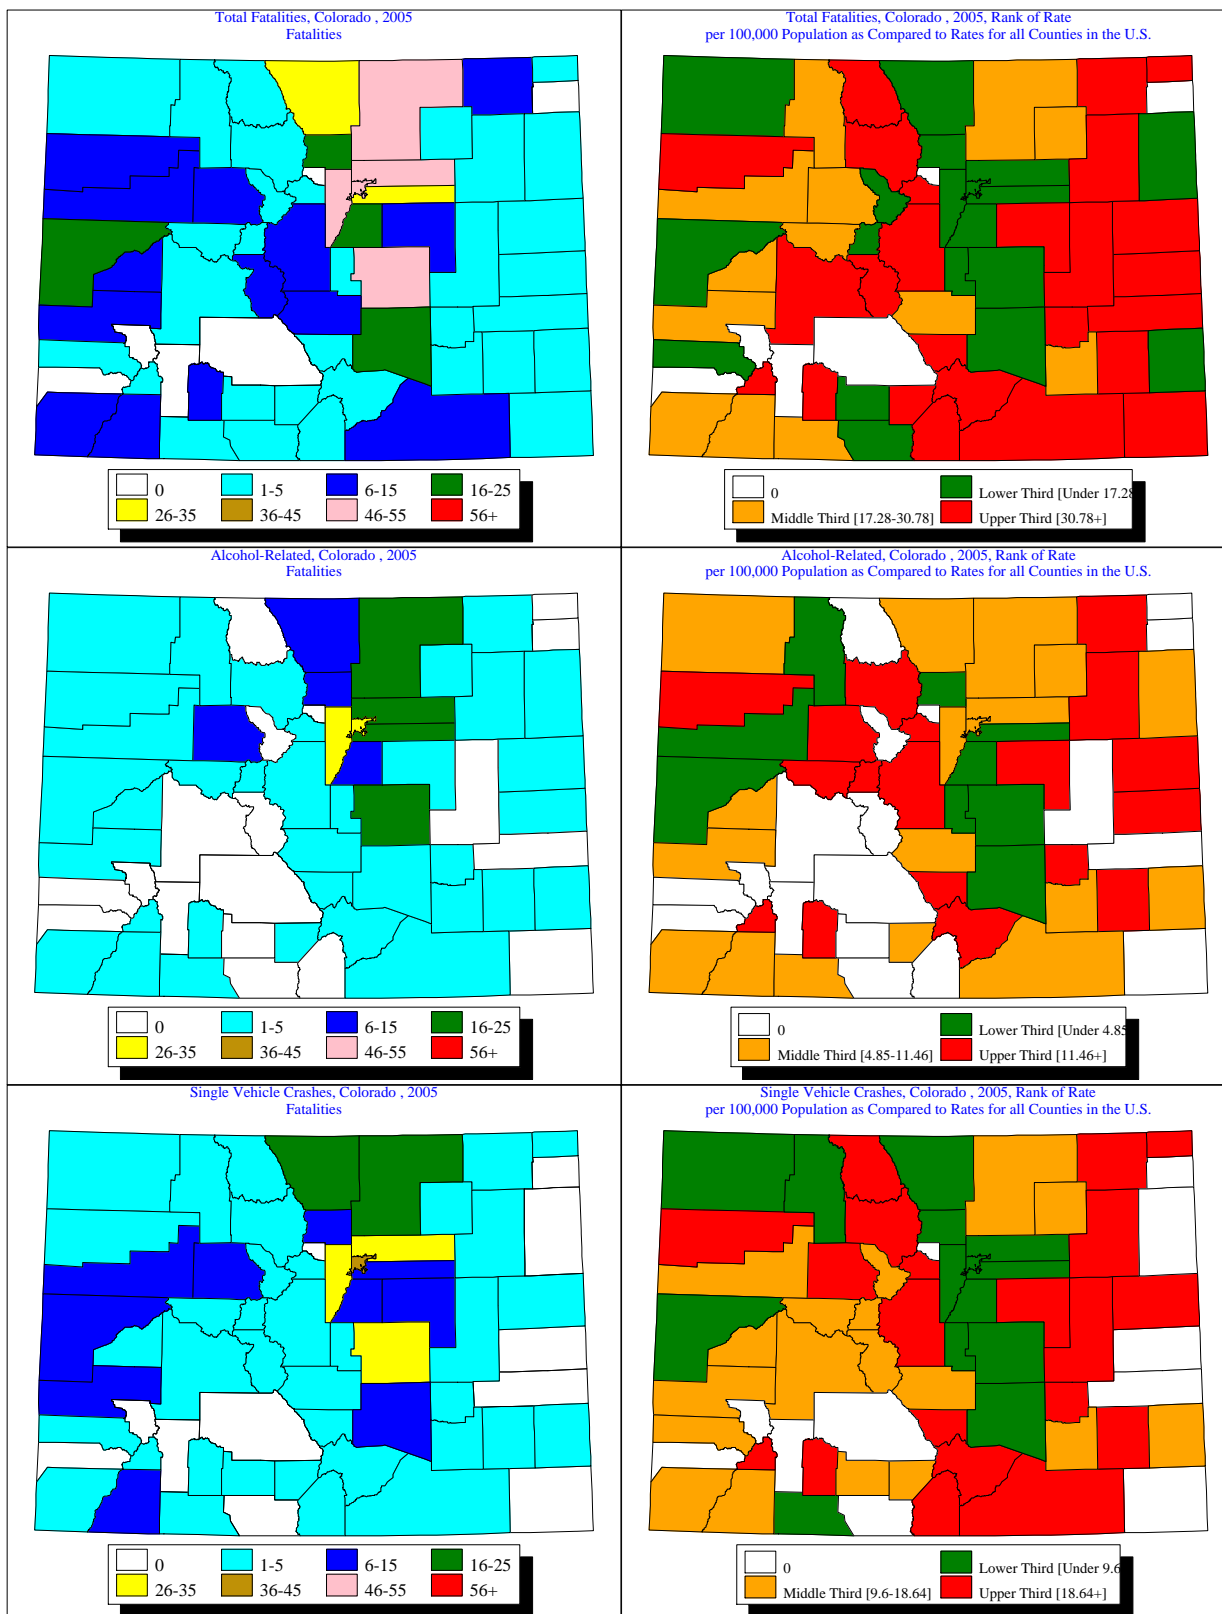 Total Fatalities, Colorado , 2005
Fatalities
0
1-5
6-15
16-25
26-35
36-45
46-55
56+
Total Fatalities, Colorado , 2005, Rank of Rate
per 100,000 Population as Compared to Rates for all Counties in the U.S.
0
Lower Third [Under 17.28
Middle Third [17.28-30.78]
Upper Third [30.78+]
Alcohol-Related, Colorado , 2005
Fatalities
0
1-5
6-15
16-25
26-35
36-45
46-55
56+
Alcohol-Related, Colorado , 2005, Rank of Rate
per 100,000 Population as Compared to Rates for all Counties in the U.S.
0
Lower Third [Under 4.85
Middle Third [4.85-11.46]
Upper Third [11.46+]
Single Vehicle Crashes, Colorado , 2005
Fatalities
0
1-5
6-15
16-25
26-35
36-45
46-55
56+
Single Vehicle Crashes, Colorado , 2005, Rank of Rate
per 100,000 Population as Compared to Rates for all Counties in the U.S.
0
Lower Third [Under 9.6
Middle Third [9.6-18.64]
Upper Third [18.64+]